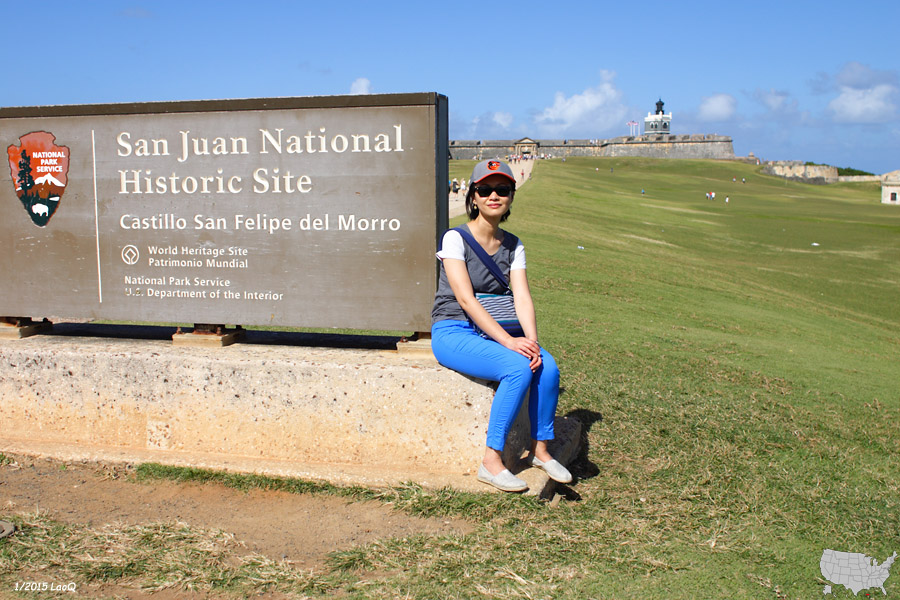 NATIONAL
PARK
SERVICE
San Juan National
Historic Site
Castillo San Felipe del Morro
World Heritage Site
Patrimonio Mundial
National Park Service
U.S. Department of the Interior
1/2015 LaoQ